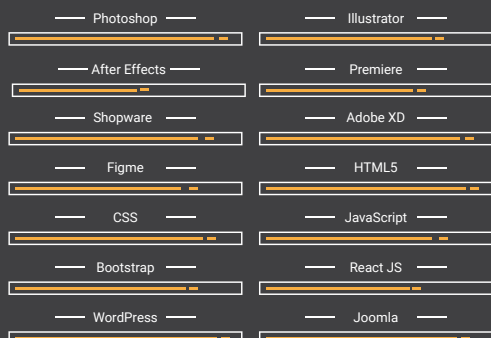 Photoshop
Illustrator
After Effects
Premiere
Shopware
Adobe XD
Figme
HTML5
CSS
JavaScript
Bootstrap
React JS
WordPress
Joomla